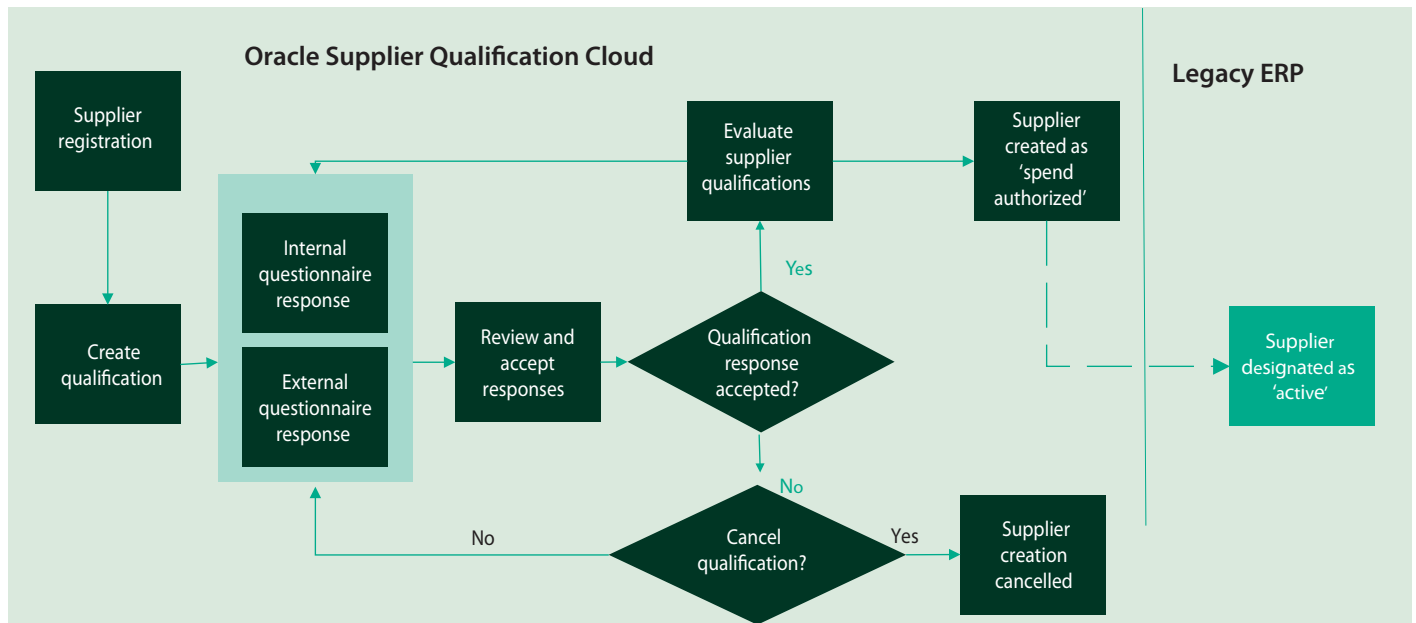 Oracle Supplier Qualification Cloud
Legacy ERP
Supplier
registration
Evaluate
supplier
qualifications
Supplier
created as
‘spend
authorized’
Internal
questionnaire
response
Yes
Create
qualification
External
questionnaire
response
Review and
accept
responses
Qualification
response
accepted?
Supplier
designated as
‘active’
No
No
Cancel
qualification?
Yes
Supplier
creation
cancelled